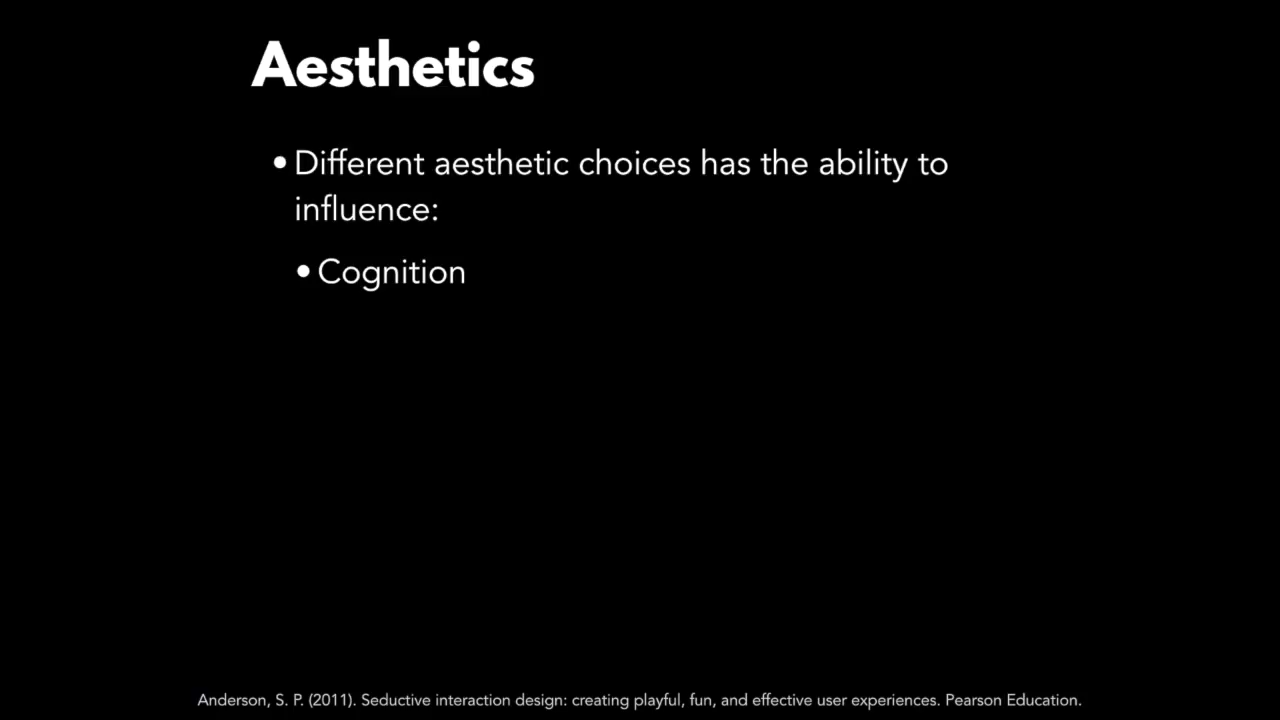 Aesthetics
• Different aesthetic choices has the ability to
influence:
• Cognition
Anderson, S. P. (2011). Seductive interaction design: creating playful, fun, and effective user experiences. Pearson Education.